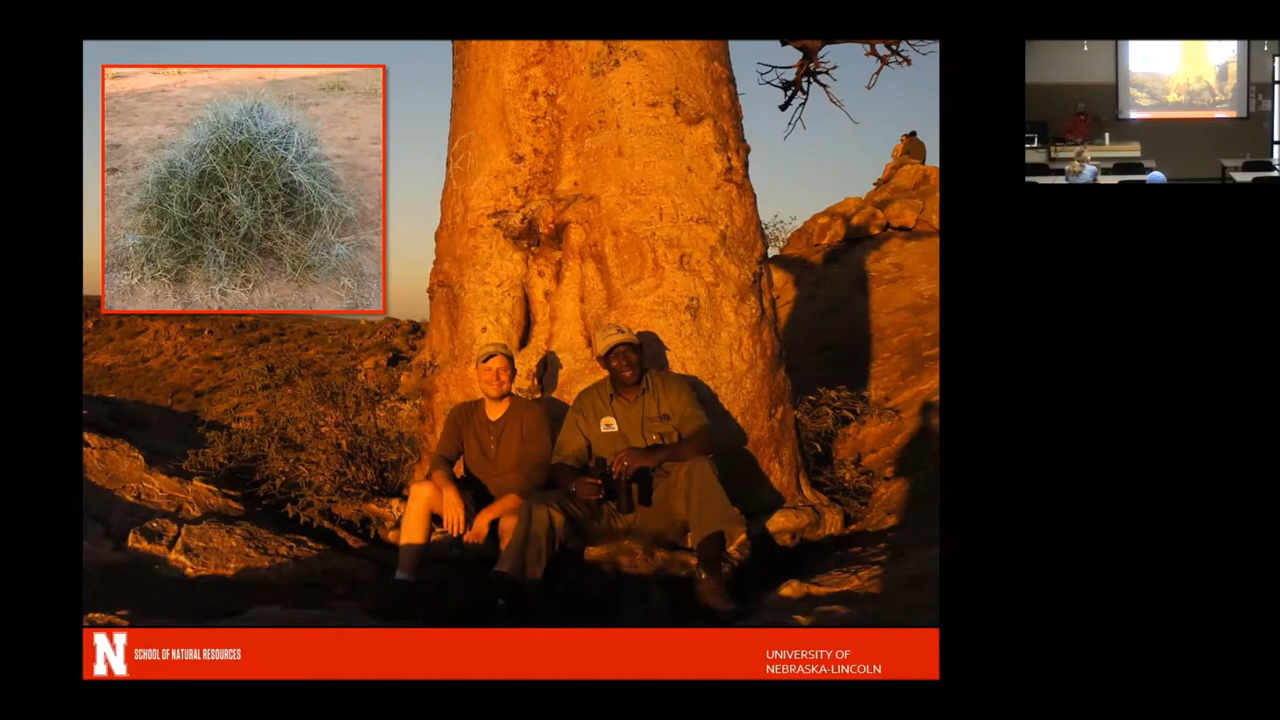 N
SCHOOL OF NATURAL RESOURCES
UNIVERSITY OF
NEBRASKA-LINCOLN